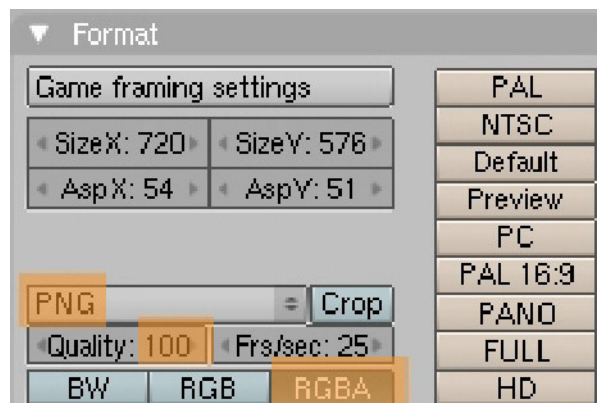 Format
Game framing settings
SizeX: 720 SizeY: 576
AspX: 54 AspY: 51
PNG Crop
Quality: 100 Frs/sec: 25
BW RGB RGBA
PAL
NTSC
Default
Preview
PC
PAL 16:9
PANO
FULL
HD